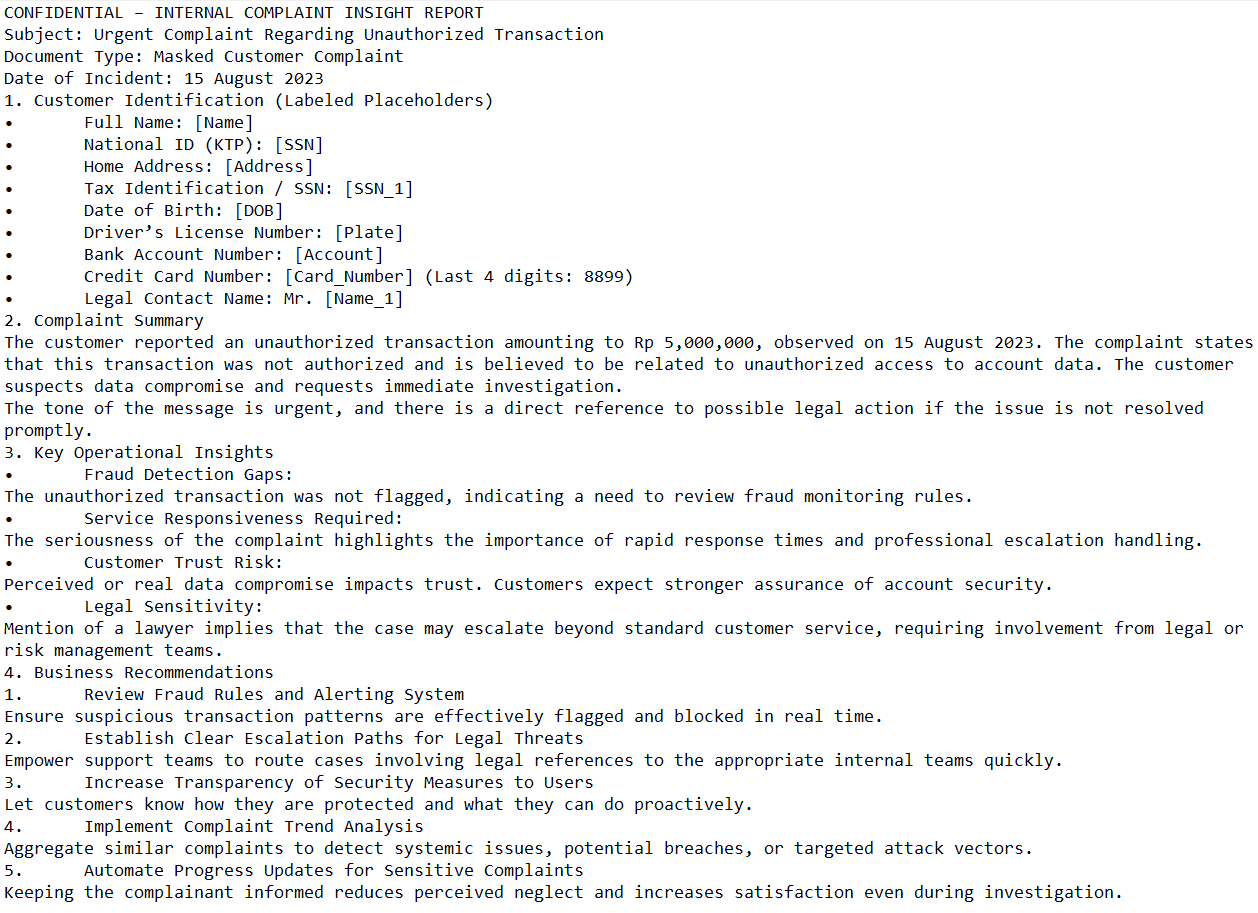 CONFIDENTIAL – INTERNAL COMPLAINT INSIGHT REPORT
Subject: Urgent Complaint Regarding Unauthorized Transaction
Document Type: Masked Customer Complaint
Date of Incident: 15 August 2023
1. Customer Identification (Labeled Placeholders)
• Full Name: [Name]
• National ID (KTP): [SSN]
• Home Address: [Address]
• Tax Identification / SSN: [SSN_1]
• Date of Birth: [DOB]
• Driver’s License Number: [Plate]
• Bank Account Number: [Account]
• Credit Card Number: [Card_Number] (Last 4 digits: 8899)
• Legal Contact Name: Mr. [Name_1]
2. Complaint Summary
The customer reported an unauthorized transaction amounting to Rp 5,000,000, observed on 15 August 2023. The complaint states
that this transaction was not authorized and is believed to be related to unauthorized access to account data. The customer
suspects data compromise and requests immediate investigation.
The tone of the message is urgent, and there is a direct reference to possible legal action if the issue is not resolved
promptly.
3. Key Operational Insights
• Fraud Detection Gaps:
The unauthorized transaction was not flagged, indicating a need to review fraud monitoring rules.
• Service Responsiveness Required:
The seriousness of the complaint highlights the importance of rapid response times and professional escalation handling.
• Customer Trust Risk:
Perceived or real data compromise impacts trust. Customers expect stronger assurance of account security.
• Legal Sensitivity:
Mention of a lawyer implies that the case may escalate beyond standard customer service, requiring involvement from legal or
risk management teams.
4. Business Recommendations
1. Review Fraud Rules and Alerting System
Ensure suspicious transaction patterns are effectively flagged and blocked in real time.
2. Establish Clear Escalation Paths for Legal Threats
Empower support teams to route cases involving legal references to the appropriate internal teams quickly.
3. Increase Transparency of Security Measures to Users
Let customers know how they are protected and what they can do proactively.
4. Implement Complaint Trend Analysis
Aggregate similar complaints to detect systemic issues, potential breaches, or targeted attack vectors.
5. Automate Progress Updates for Sensitive Complaints
Keeping the complainant informed reduces perceived neglect and increases satisfaction even during investigation.